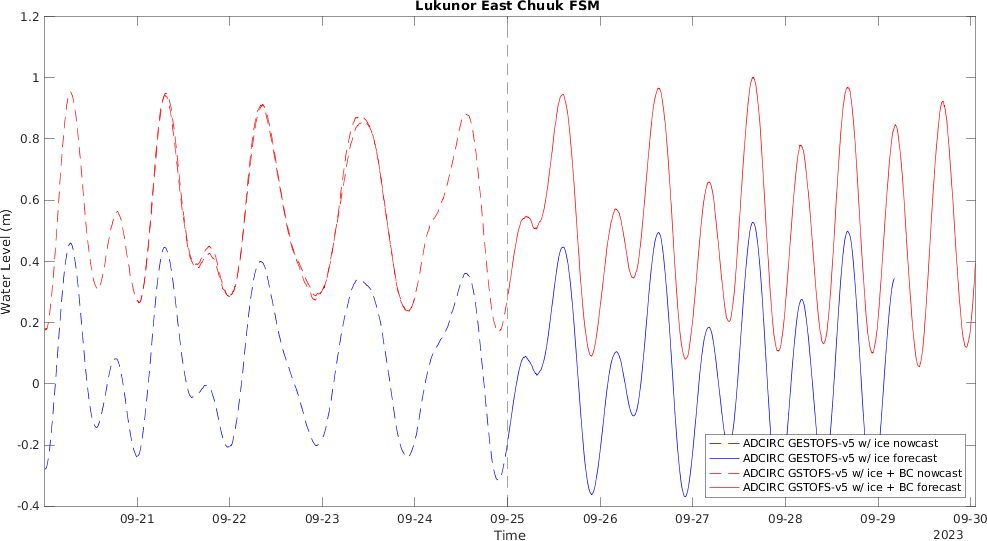 Lukunor East Chuuk FSM
1.2
1
0.8
0.6
0.4
0.2
0
-0.2
-0.4
Water Level (m)
09-21 09-22 09-23 09-24 09-25 09-26 09-27 09-28 09-29 09-30
Time
2023
ADCIRC GESTOFS-v5 w/ ice nowcast
ADCIRC GESTOFS-v5 w/ ice forecast
ADCIRC GSTOFS-v5 w/ ice + BC nowcast
ADCIRC GSTOFS-v5 w/ ice + BC forecast